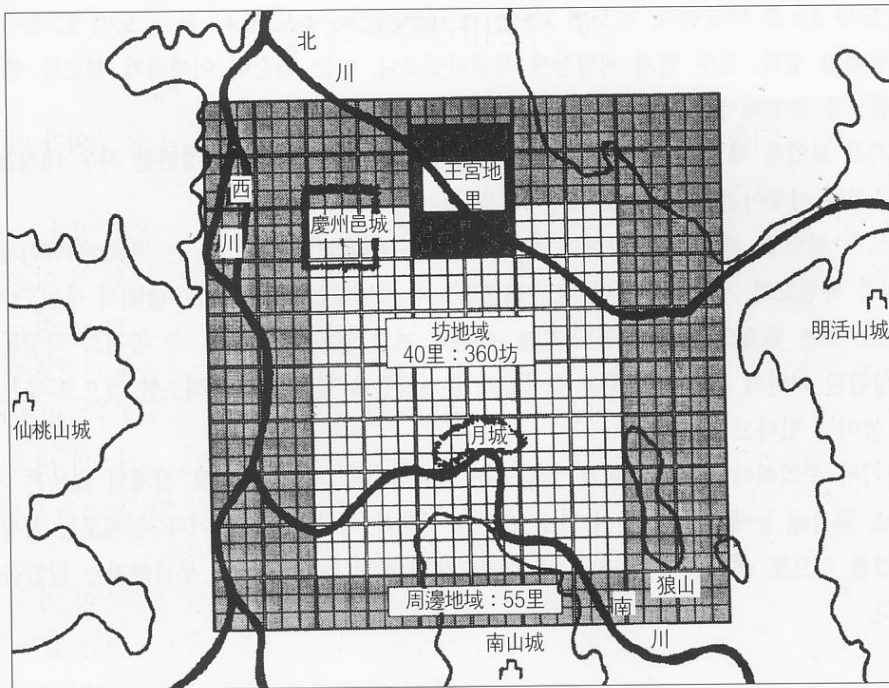 北
川
王宮地
里
西
川
慶州邑城
明活山城
坊地域
40里：360坊
仙桃山城
月城
狼山
周邊地域：55里
南
川
南山城